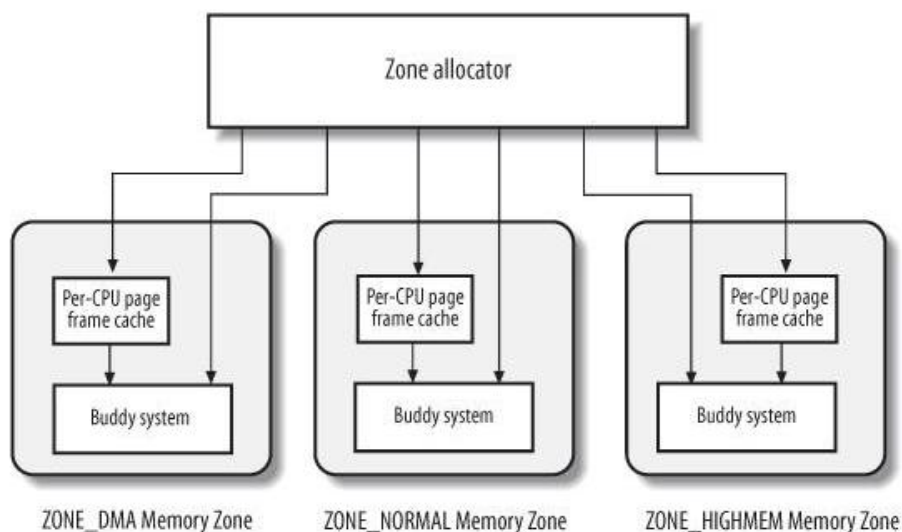 Zone allocator
Per-CPU page
frame cache
Buddy system
Per-CPU page
frame cache
Buddy system
Per-CPU page
frame cache
Buddy system
ZONE_DMA Memory Zone
ZONE_NORMAL Memory Zone
ZONE_HIGHMEM Memory Zone